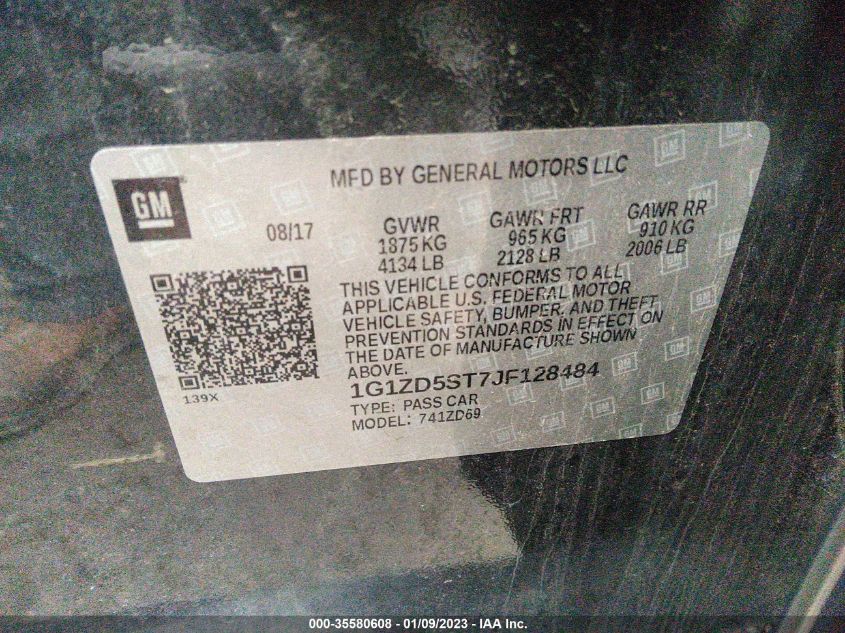 MFD BY GENERAL MOTORS LLC
GM
08/17
GVWR
1875 KG
4134 LB
GAWR FRT
965 KG
2128 LB
GAWR RR
910 KG
2006 LB
THIS VEHICLE CONFORMS TO ALL
APPLICABLE U.S. FEDERAL MOTOR
VEHICLE SAFETY, BUMPER, AND THEFT
PREVENTION STANDARDS IN EFFECT ON
THE DATE OF MANUFACTURE SHOWN
ABOVE.
139X
1G1ZD5ST7JF128484
TYPE: PASS CAR
MODEL: 741ZD69
000-35580608 - 01/09/2023 - IAA Inc.